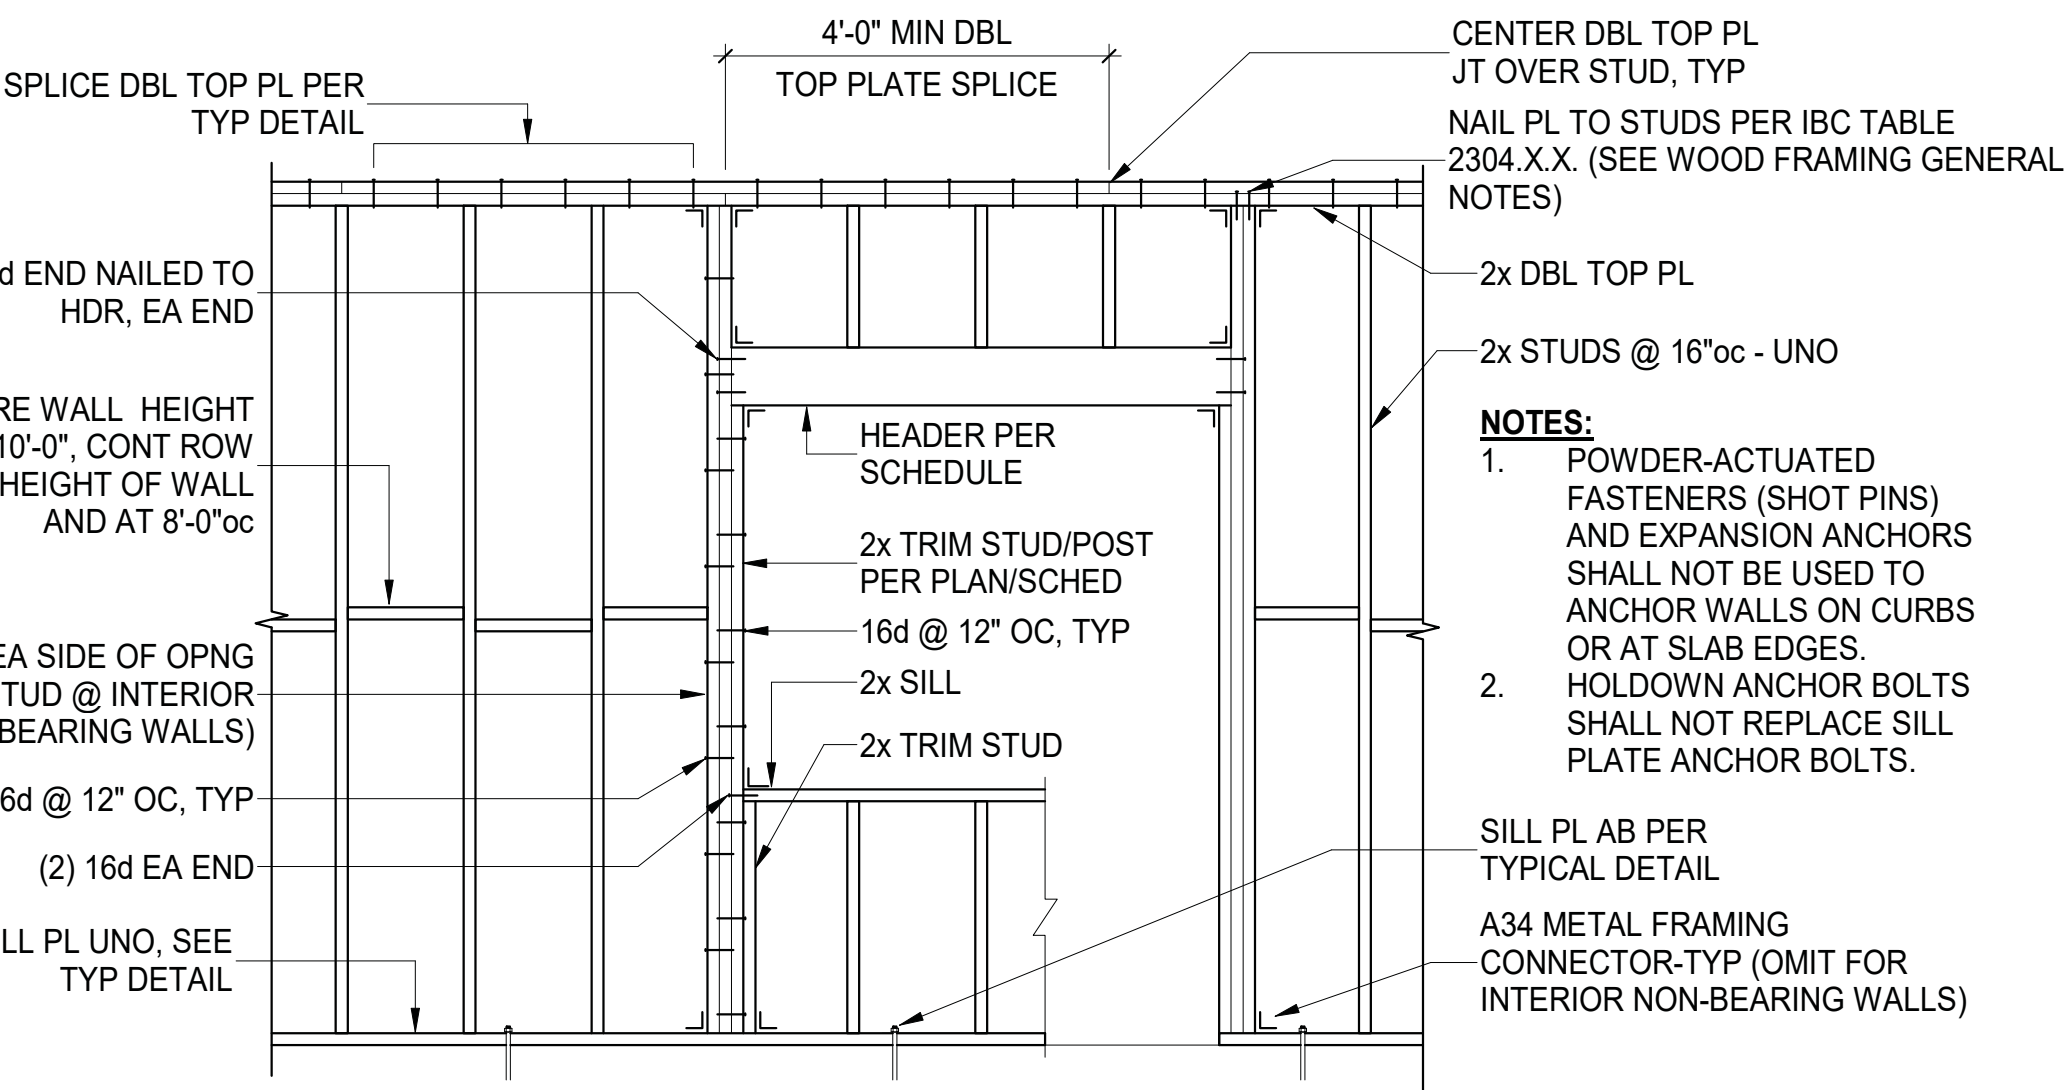 4'-0" MIN DBL
TOP PLATE SPLICE
SPLICE DBL TOP PL PER
TYP DETAIL
d END NAILED TO
HDR, EA END
RE WALL HEIGHT
10'-0", CONT ROW
HEIGHT OF WALL
AND AT 8'-0"oc
EA SIDE OF OPNG
TUD @ INTERIOR
BEARING WALLS)
6d @ 12" OC, TYP
(2) 16d EA END
LL PL UNO, SEE
TYP DETAIL
HEADER PER
SCHEDULE
2x TRIM STUD/POST
PER PLAN/SCHED
16d @ 12" OC, TYP
2x SILL
2x TRIM STUD
CENTER DBL TOP PL
JT OVER STUD, TYP
NAIL PL TO STUDS PER IBC TABLE
2304.X.X. (SEE WOOD FRAMING GENERAL
NOTES)
2x DBL TOP PL
2x STUDS @ 16"oc - UNO
NOTES:
1. POWDER-ACTUATED
FASTENERS (SHOT PINS)
AND EXPANSION ANCHORS
SHALL NOT BE USED TO
ANCHOR WALLS ON CURBS
OR AT SLAB EDGES.
2. HOLDOWN ANCHOR BOLTS
SHALL NOT REPLACE SILL
PLATE ANCHOR BOLTS.
SILL PL AB PER
TYPICAL DETAIL
A34 METAL FRAMING
CONNECTOR-TYP (OMIT FOR
INTERIOR NON-BEARING WALLS)